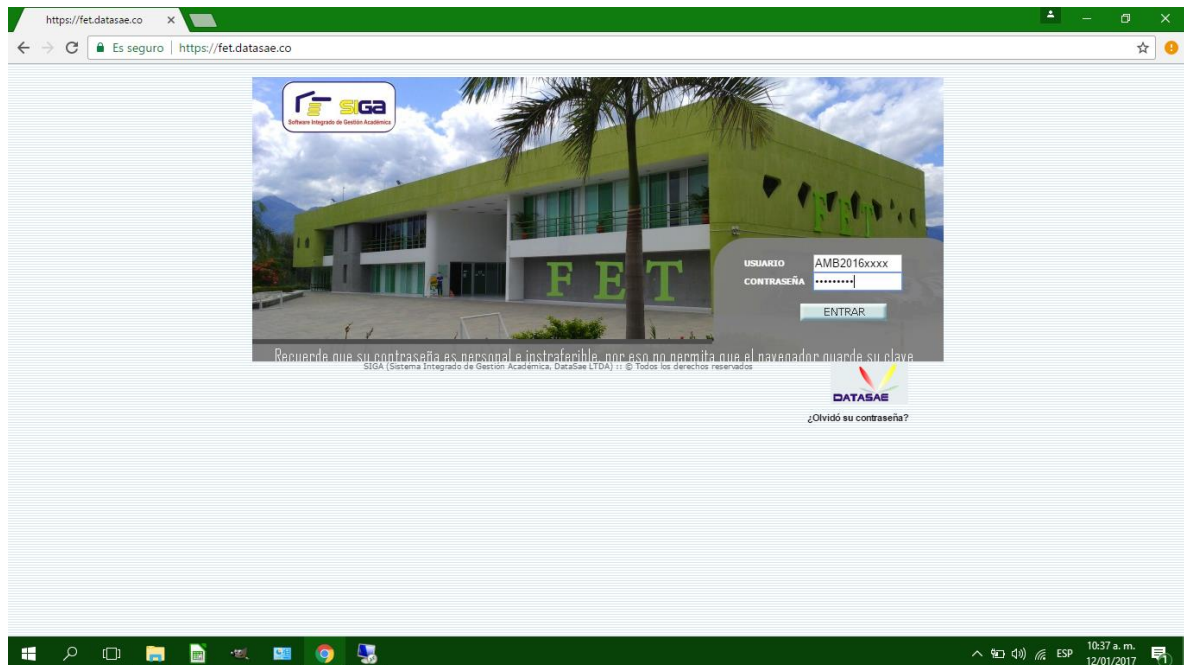 https://fet.datasae.co
Es seguro | https://fet.datasae.co
SIGA
Software Integrado de Gestión Académica
FET
FET
USUARIO AMB2016xxxx
CONTRASEÑA •••••••••
ENTRAR
Recuerde que su contraseña es personal e instraferible, por eso no permita que el navegador guarde su clave
SIGA (Sistema Integrado de Gestión Académica, DataSae LTDA) :: © Todos los derechos reservados
DATASAE
¿Olvidó su contraseña?
ESP
10:37 a. m.
12/01/2017